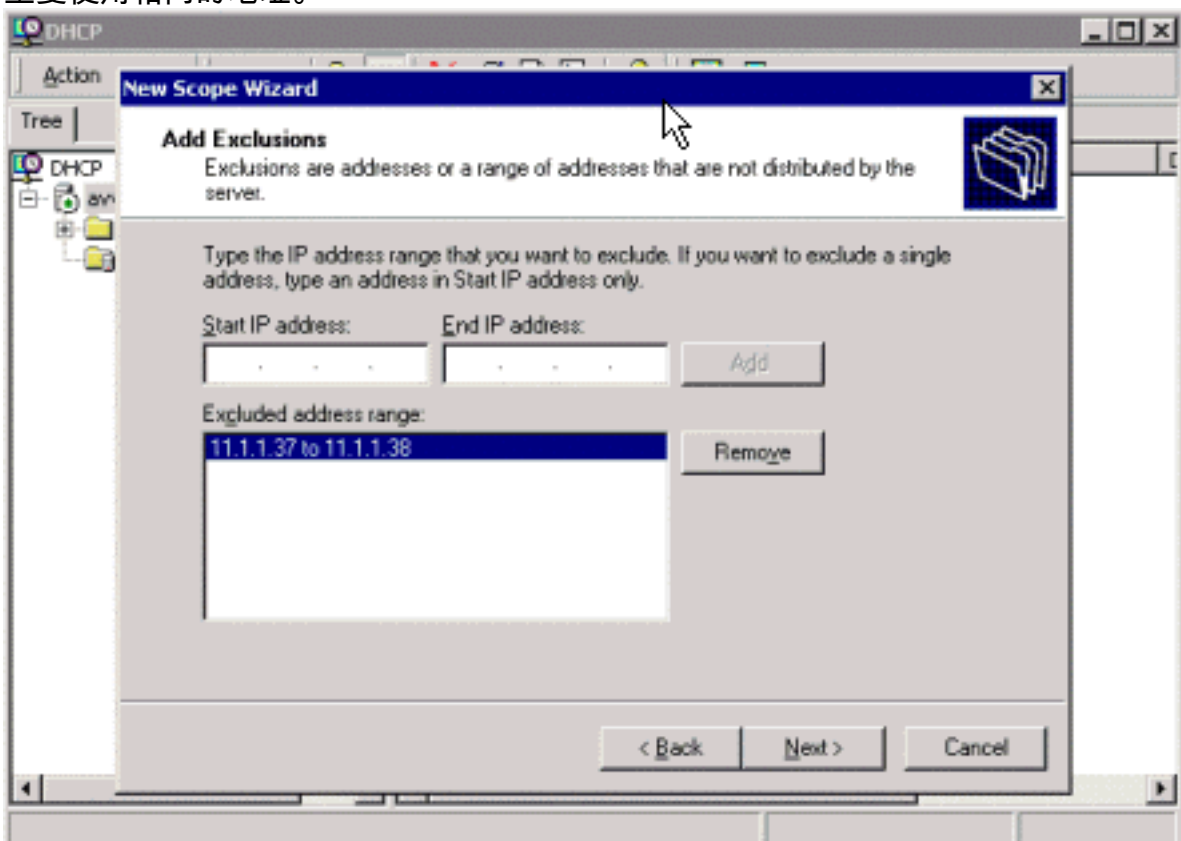 DHCP
Action
Tree
DHCP
New Scope Wizard
Add Exclusions
Exclusions are addresses or a range of addresses that are not distributed by the
server.
Type the IP address range that you want to exclude. If you want to exclude a single
address, type an address in Start IP address only.
Start IP address:
End IP address:
Add
Excluded address range:
11.1.1.37 to 11.1.1.38
Remove
< Back
Next >
Cancel